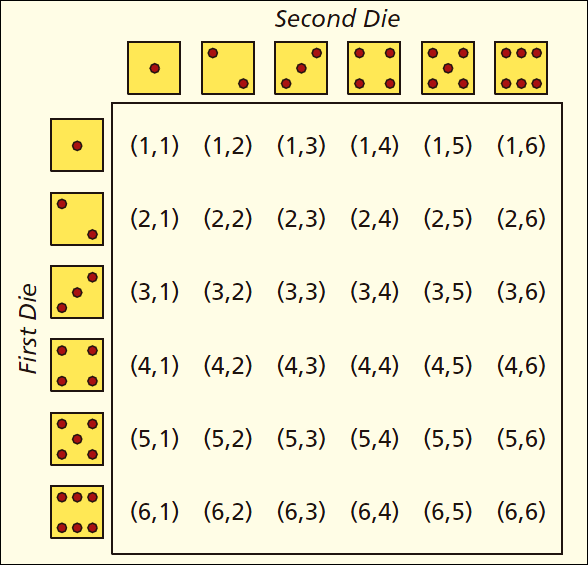 Second Die
First Die
(1,1) (1,2) (1,3) (1,4) (1,5) (1,6)
(2,1) (2,2) (2,3) (2,4) (2,5) (2,6)
(3,1) (3,2) (3,3) (3,4) (3,5) (3,6)
(4,1) (4,2) (4,3) (4,4) (4,5) (4,6)
(5,1) (5,2) (5,3) (5,4) (5,5) (5,6)
(6,1) (6,2) (6,3) (6,4) (6,5) (6,6)